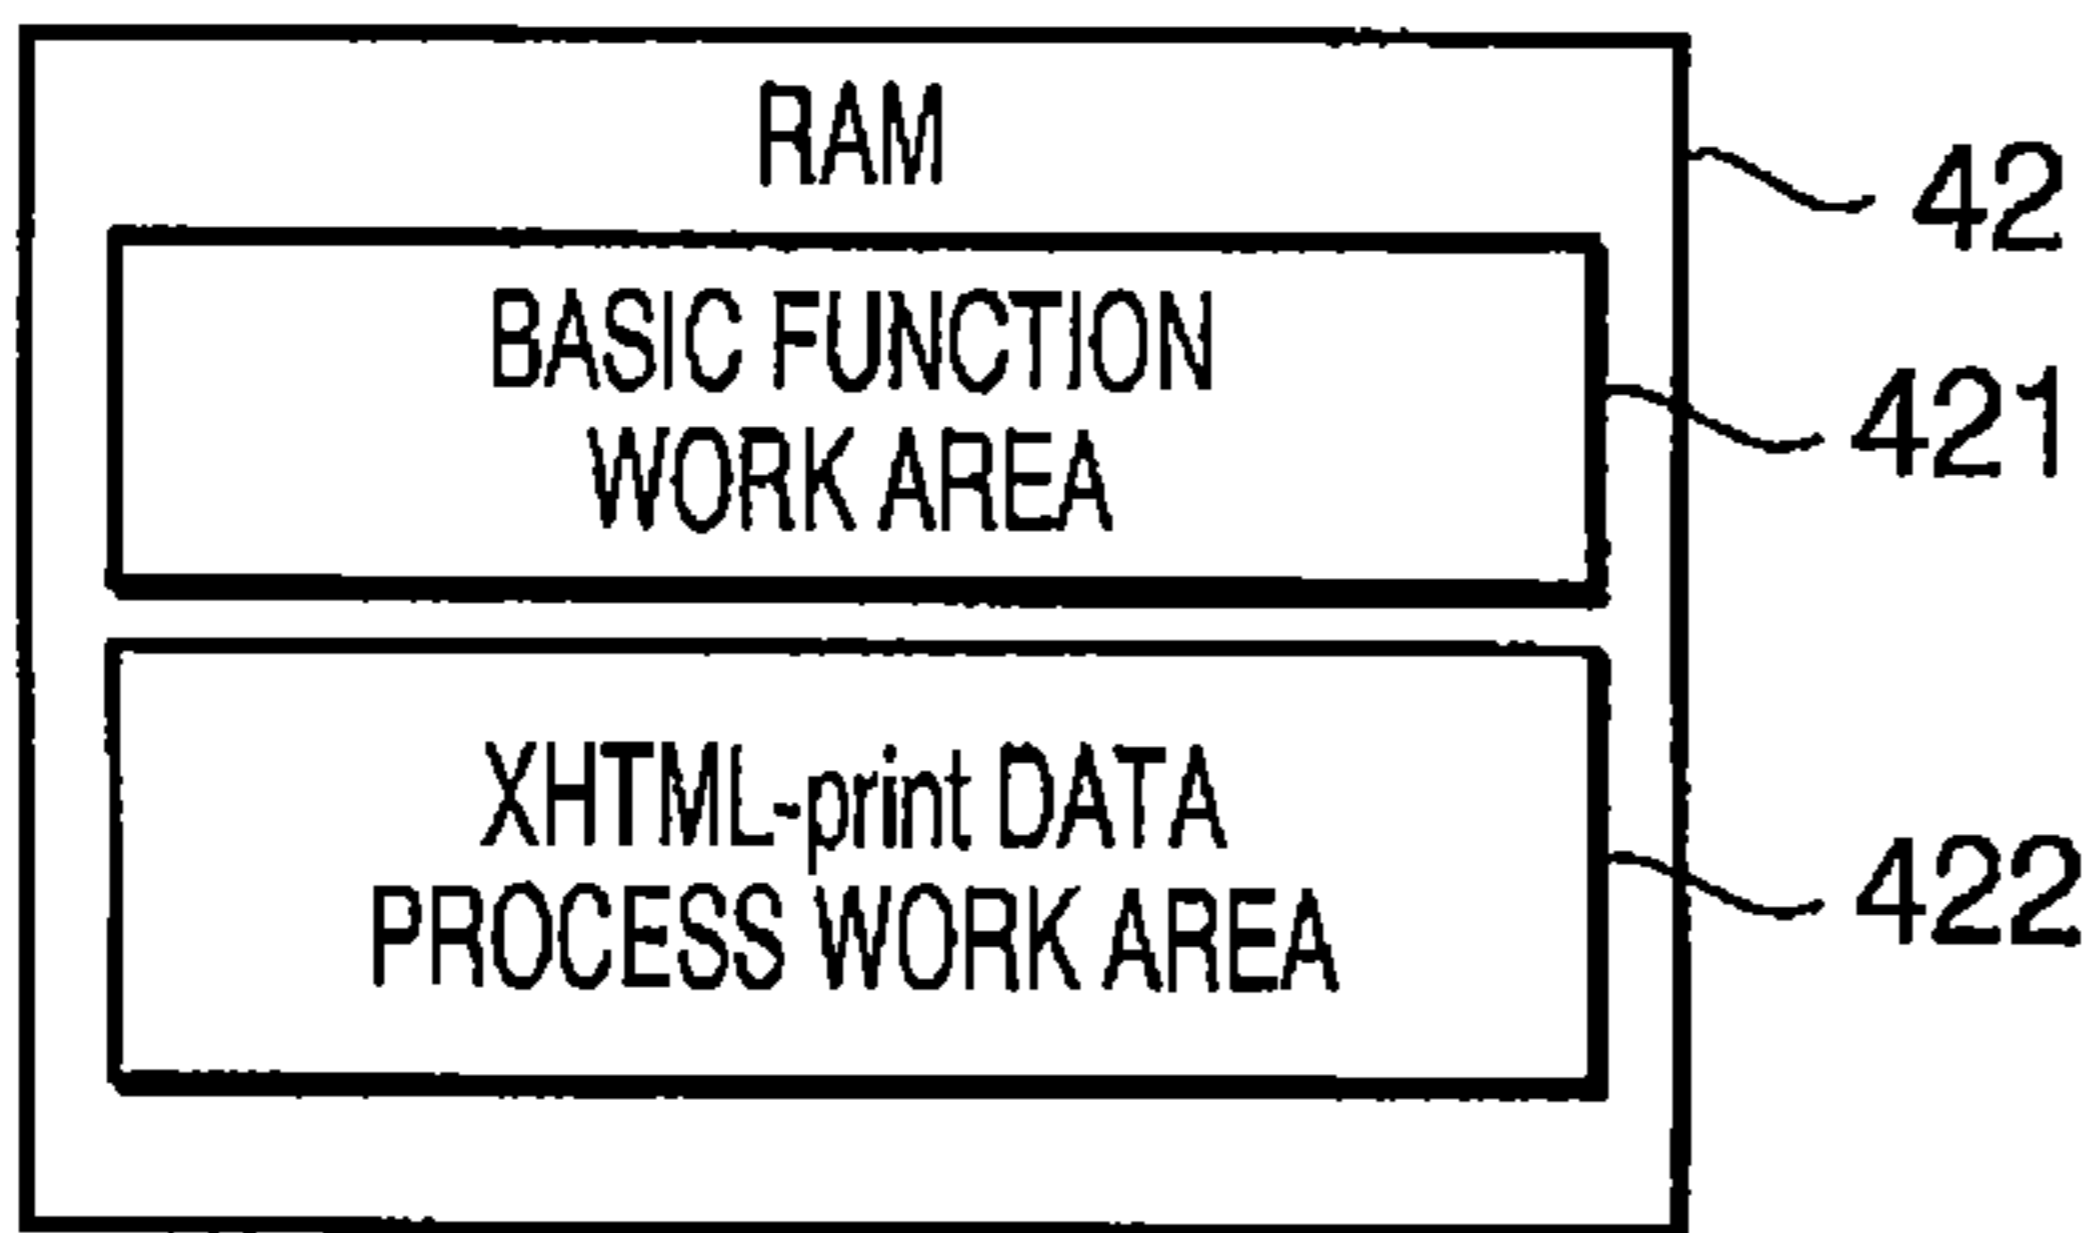 RAM
42
BASIC FUNCTION
WORK AREA
421
XHTML-print DATA
PROCESS WORK AREA
422